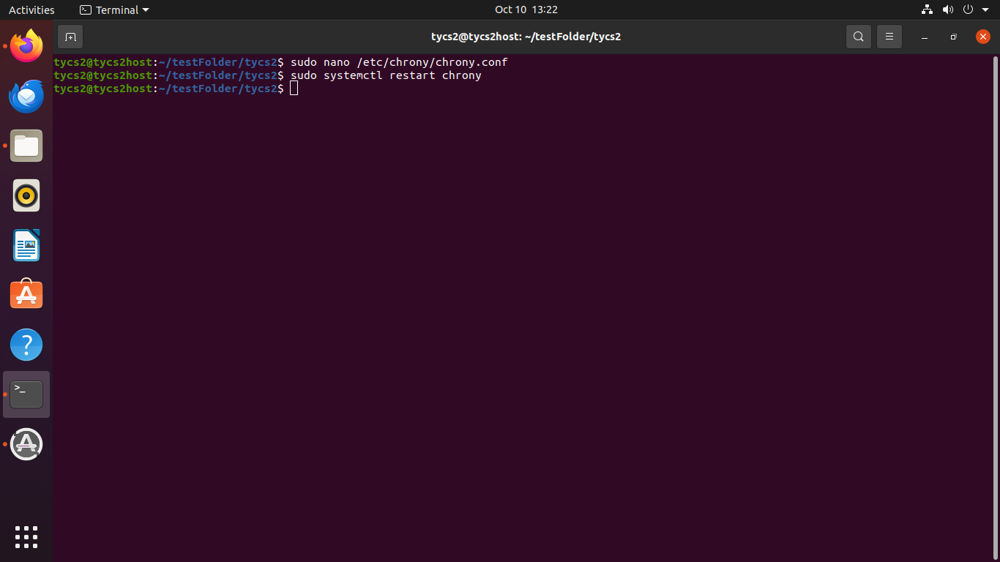 Activities
Terminal
Oct 10 13:22
tycs2@tycs2host: ~/testFolder/tycs2
tycs2@tycs2host:~/testFolder/tycs2$ sudo nano /etc/chrony/chrony.conf
tycs2@tycs2host:~/testFolder/tycs2$ sudo systemctl restart chrony
tycs2@tycs2host:~/testFolder/tycs2$